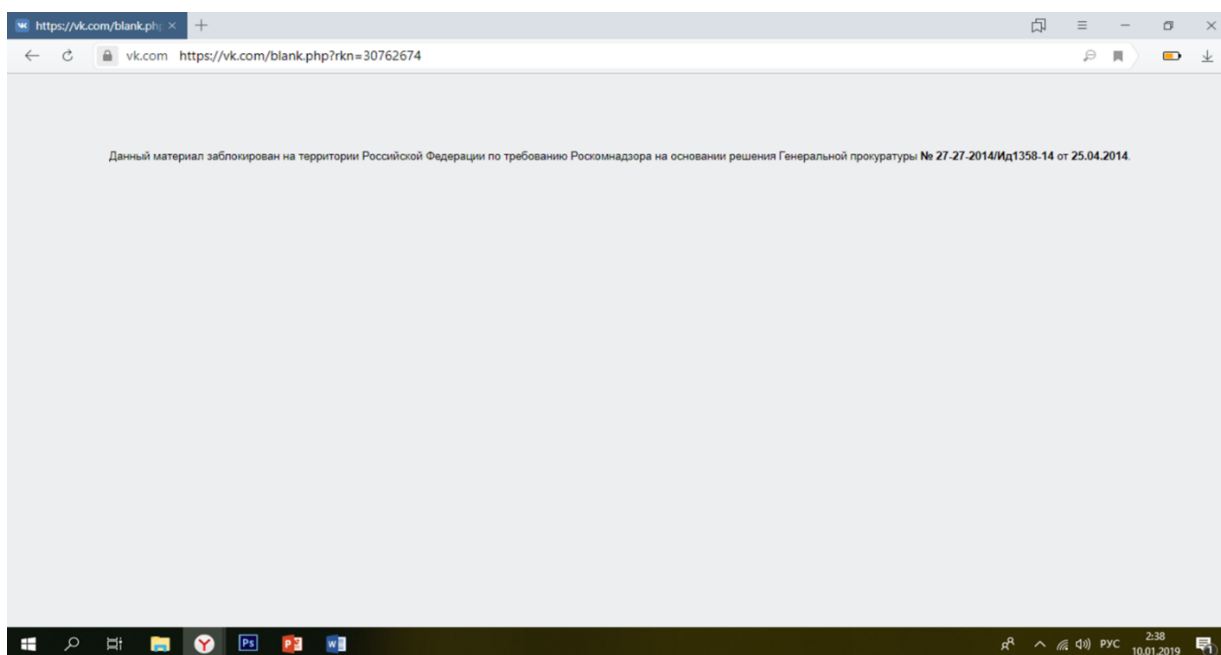 https://vk.com/blank.ph
vk.com https://vk.com/blank.php?rkn=30762674
Данный материал заблокирован на территории Российской Федерации по требованию Роскомнадзора на основании решения Генеральной прокуратуры № 27-27-2014/Ид1358-14 от 25.04.2014.
Ps
РУС
2:38
10.01.2019